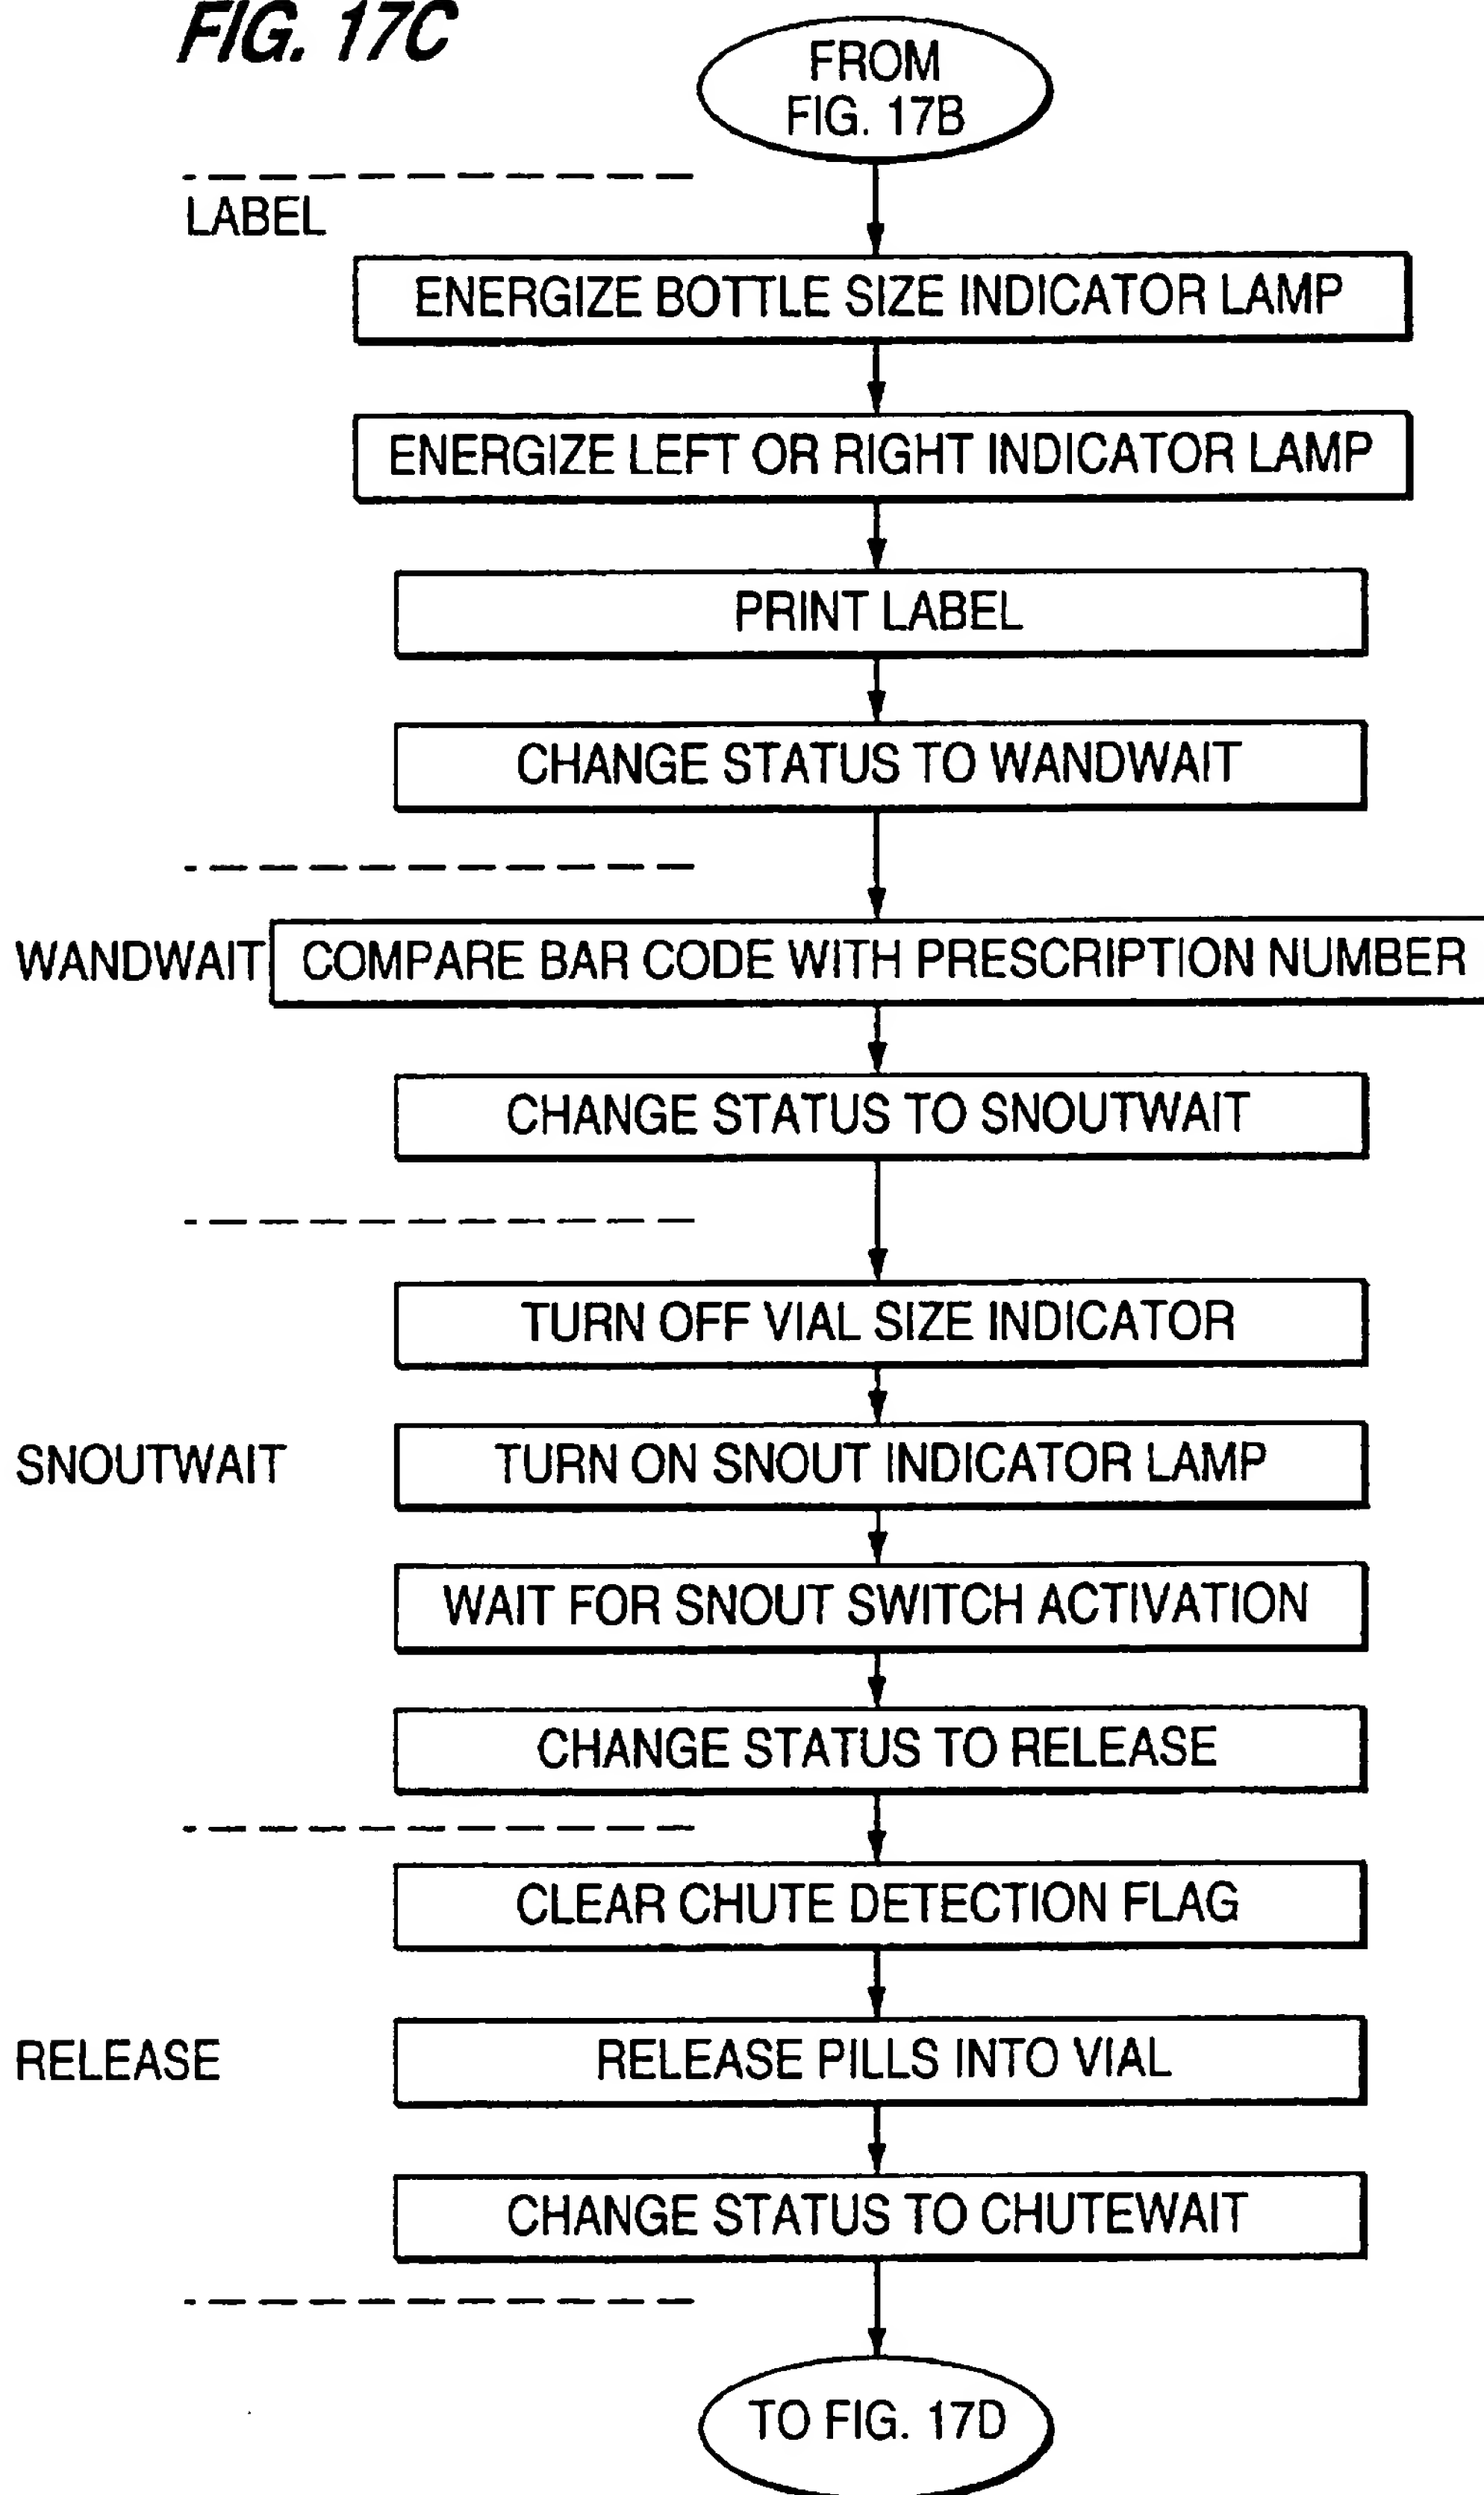 FIG. 17C
FROM
FIG. 17B
LABEL
ENERGIZE BOTTLE SIZE INDICATOR LAMP
ENERGIZE LEFT OR RIGHT INDICATOR LAMP
PRINT LABEL
CHANGE STATUS TO WANDWAIT
WANDWAIT
COMPARE BAR CODE WITH PRESCRIPTION NUMBER
CHANGE STATUS TO SNOUTWAIT
TURN OFF VIAL SIZE INDICATOR
SNOUTWAIT
TURN ON SNOUT INDICATOR LAMP
WAIT FOR SNOUT SWITCH ACTIVATION
CHANGE STATUS TO RELEASE
CLEAR CHUTE DETECTION FLAG
RELEASE
RELEASE PILLS INTO VIAL
CHANGE STATUS TO CHUTEWAIT
TO FIG. 17D